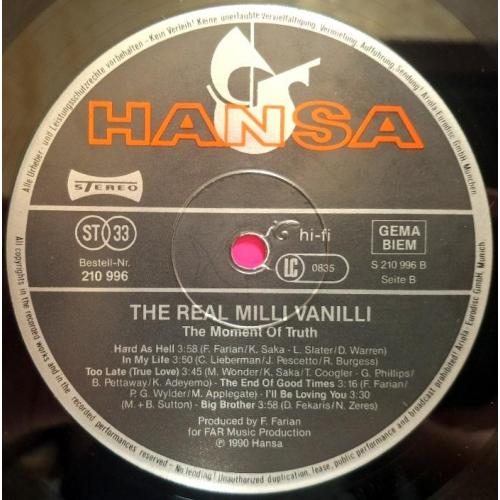 Alle Urheber- und Leistungsschutzrechte vorbehalten - Kein Verleih! Keine unerlaubte Vervielfältigung, Vermietung, Aufführung, Sendung! Ariola-Eurodisc GmbH München.
HANSA
STEREO
ST 33
Bestell-Nr.
210 996
hi-fi
LC 0835
GEMA
BIEM
S 210 996 B
Seite B
THE REAL MILLI VANILLI
The Moment Of Truth
Hard As Hell 3:58 (F. Farian/K. Saka - L. Slater/D. Warren)
In My Life 3:50 (C. Lieberman/J. Pescetto/R. Burgess)
Too Late (True Love) 3:45 (M. Wonder/K. Saka/T. Coogler - G. Phillips/
B. Pettaway/K. Adeyemo) - The End Of Good Times 3:16 (F. Farian/
P. G. Wylder/M. Applegate) - I'll Be Loving You 3:30
(M. + B. Sutton) - Big Brother 3:58 (D. Fekaris/N. Zeres)
Produced by F. Farian
for FAR Music Production
Ⓟ 1990 Hansa
All copyrights in the recorded works and in the recorded performances reserved - No lending! Unauthorized duplication, lease, public performance and broadcast prohibited! Ariola-Eurodisc GmbH, Munich.